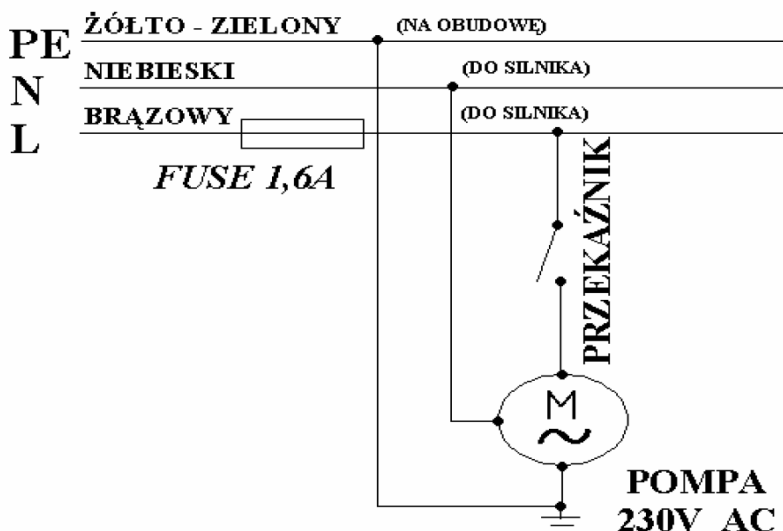 PE ŻÓŁTO - ZIELONY (NA OBUDOWĘ)
N NIEBIESKI (DO SILNIKA)
L BRĄZOWY (DO SILNIKA)
FUSE 1,6A
PRZEKAŹNIK
M
POMPA
230V AC